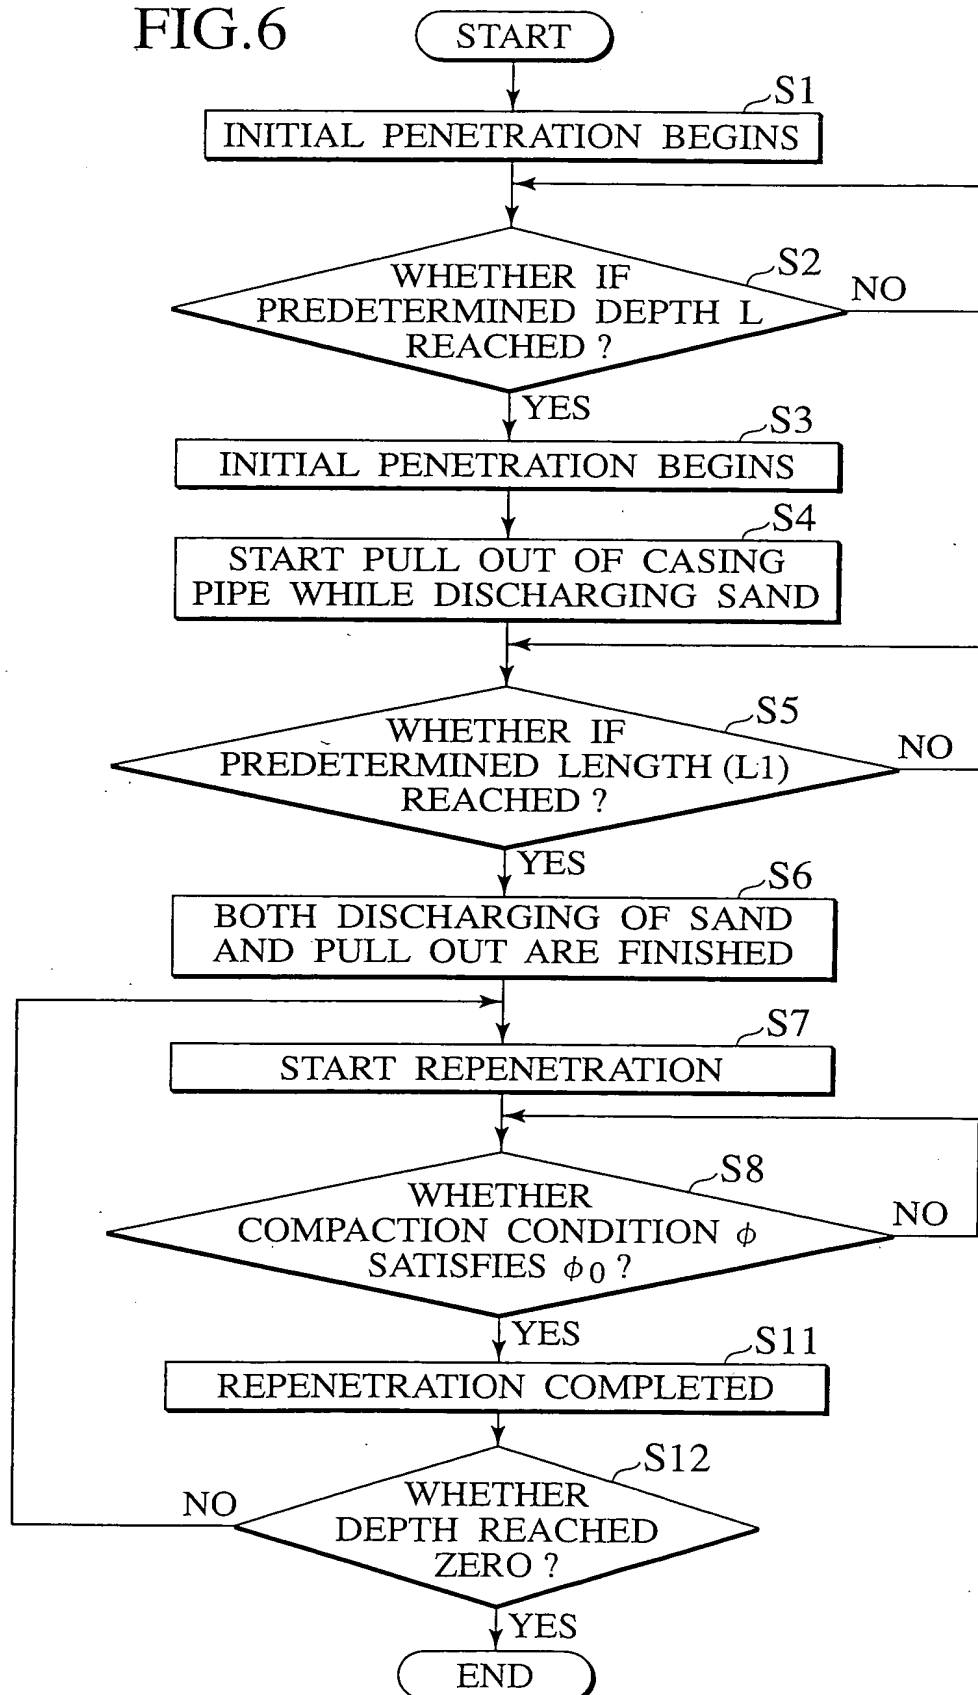 FIG.6
START
S1
INITIAL PENETRATION BEGINS
S2
WHETHER IF
PREDETERMINED DEPTH L
REACHED ?
NO
YES
S3
INITIAL PENETRATION BEGINS
S4
START PULL OUT OF CASING
PIPE WHILE DISCHARGING SAND
S5
WHETHER IF
PREDETERMINED LENGTH (L1)
REACHED ?
NO
YES
S6
BOTH DISCHARGING OF SAND
AND PULL OUT ARE FINISHED
S7
START REPENETRATION
S8
WHETHER
COMPACTION CONDITION ϕ
SATISFIES ϕ0 ?
NO
YES
S11
REPENETRATION COMPLETED
S12
WHETHER
DEPTH REACHED
ZERO ?
NO
YES
END